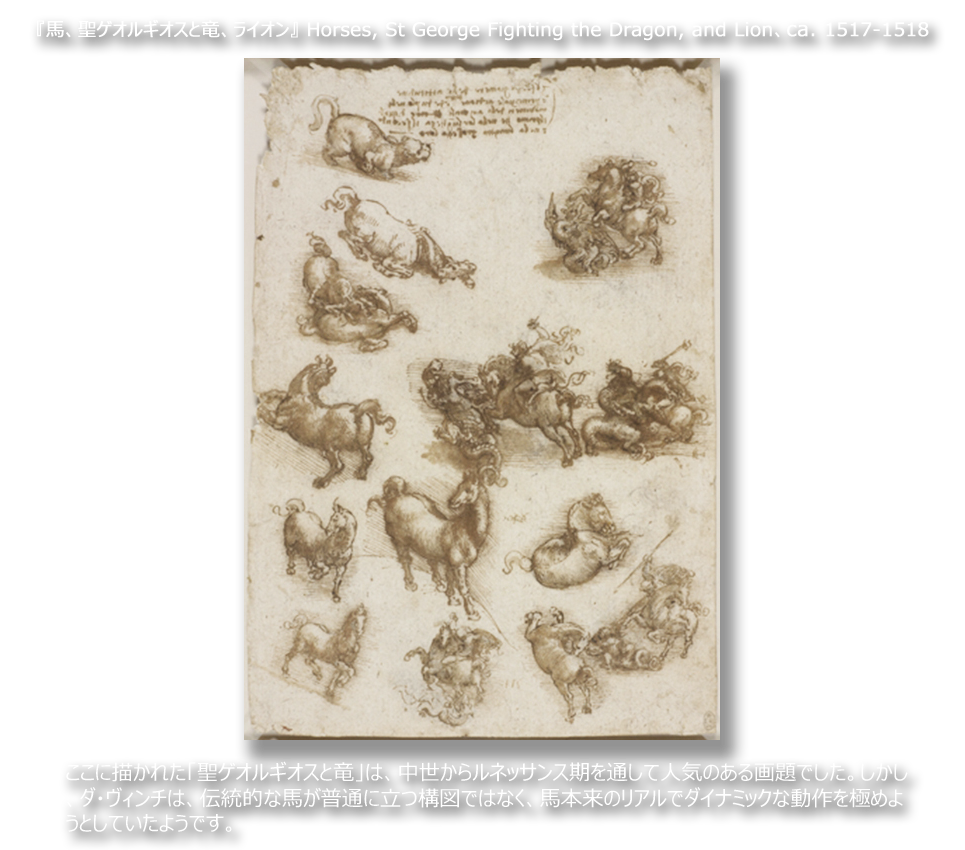 『馬、聖ゲオルギオスと竜、ライオン』 Horses, St George Fighting the Dragon, and Lion、ca. 1517-1518
ここに描かれた「聖ゲオルギオスと竜」は、中世からルネッサンス期を通して人気のある画題でした。しかし
、ダ・ヴィンチは、伝統的な馬が普通に立つ構図ではなく、馬本来のリアルでダイナミックな動作を極めよ
うとしていたようです。